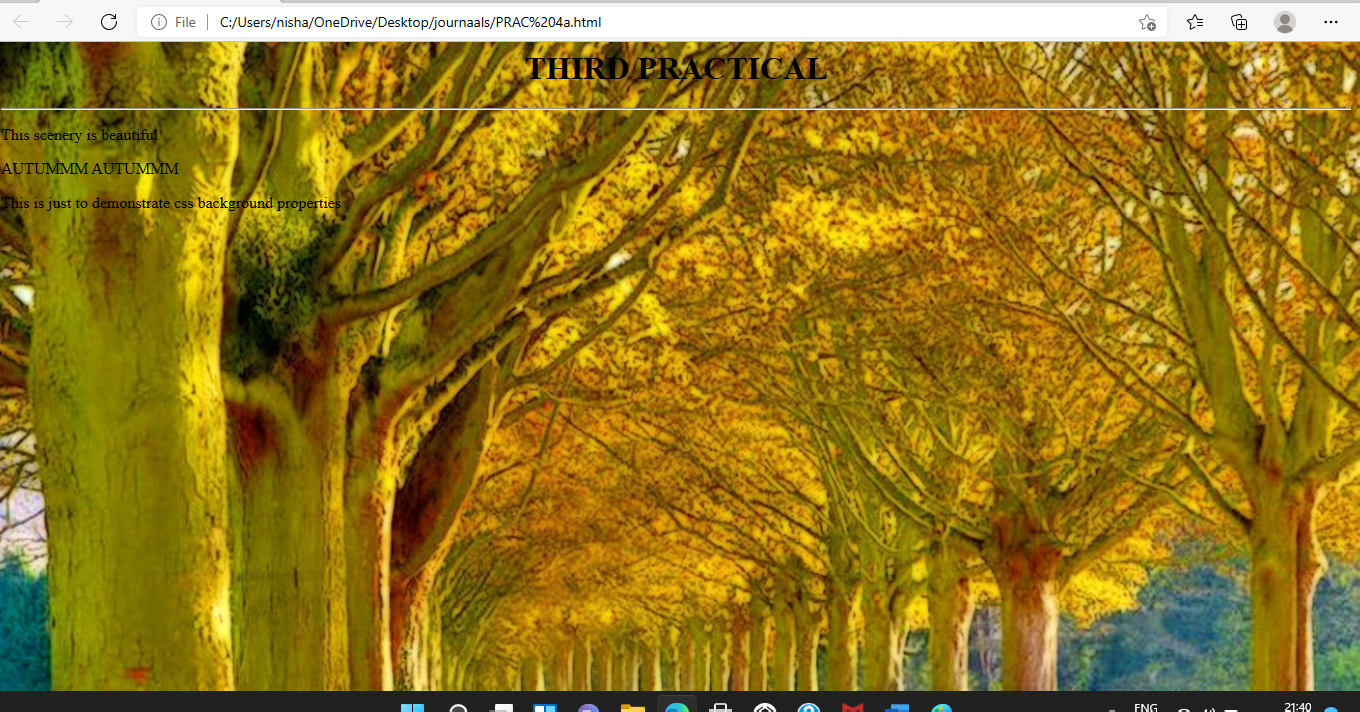 File
C:/Users/nisha/OneDrive/Desktop/journaals/PRAC%204a.html
THIRD PRACTICAL
This scenery is beautiful
AUTUMMM AUTUMMM
This is just to demonstrate css background properties
ENG
21:40